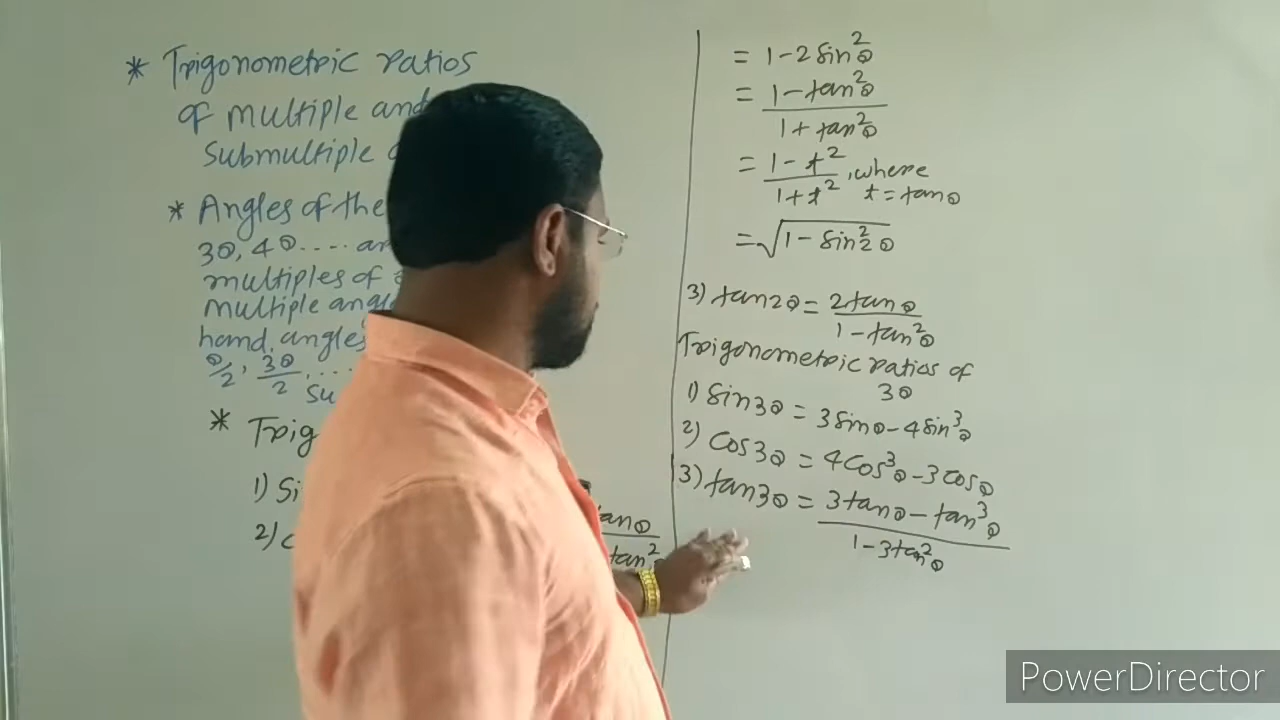 * Trigonometric ratios
of multiple and
Submultiple
* Angles of the
3θ, 4θ.....
multiples of
multiple angle
hand, angles
θ/2, 3θ/2, ....
Su
* Trig
1) Si
2) c
tanθ
tan²
= 1-2sin²θ
= (1-tan²θ)/(1+tan²θ)
= (1-t²)/(1+t²), where
t=tanθ
= √(1-sin²2θ)
3) tan2θ = 2tanθ/(1-tan²θ)
Trigonometric ratios of
3θ
1) sin3θ = 3sinθ-4sin³θ
2) cos3θ = 4cos³θ-3cosθ
3) tan3θ = (3tanθ-tan³θ)/(1-3tan²θ)
PowerDirector